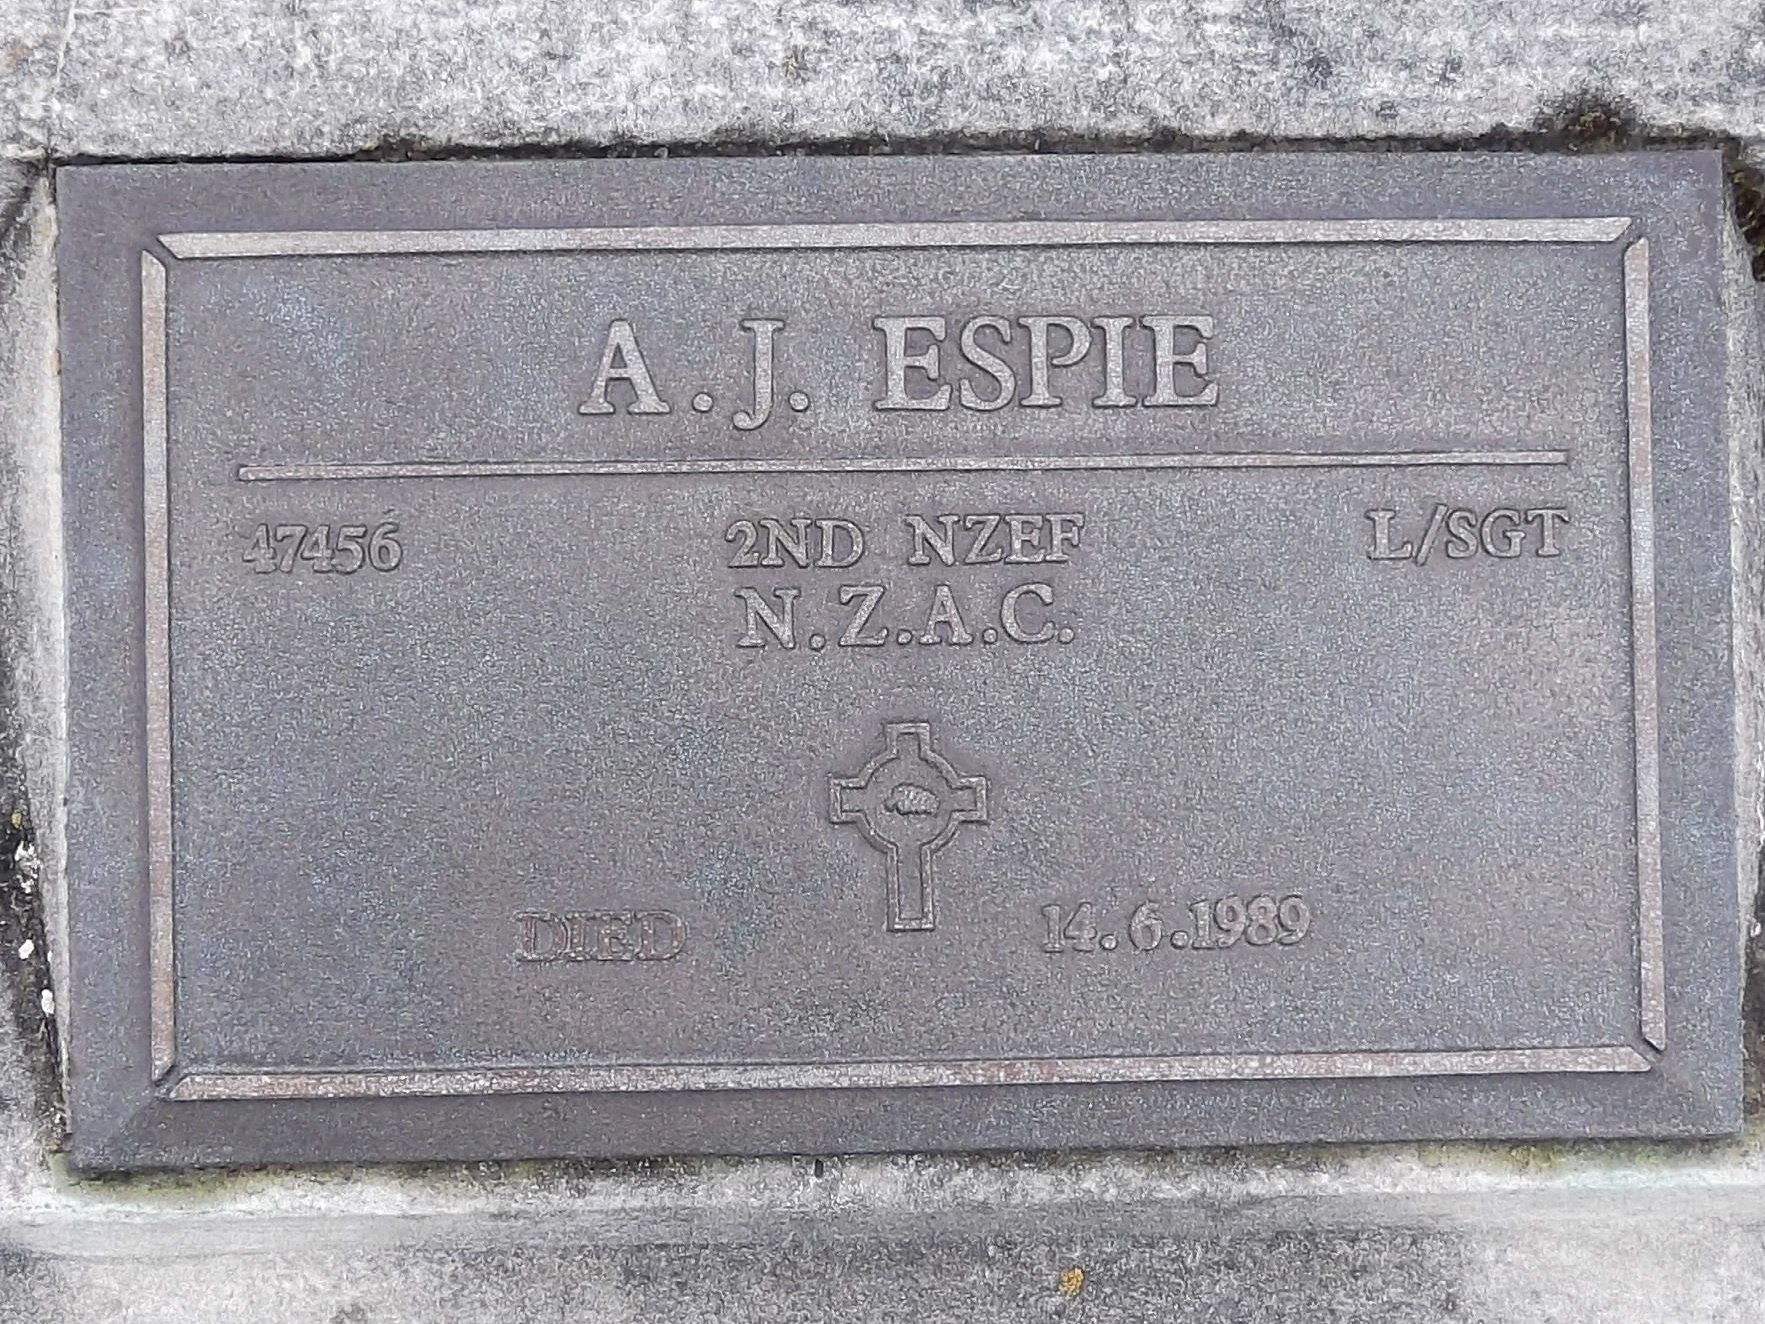 A.J. ESPIE
47456 2ND NZEF L/SGT
N.Z.A.C.
DIED 14.6.1989